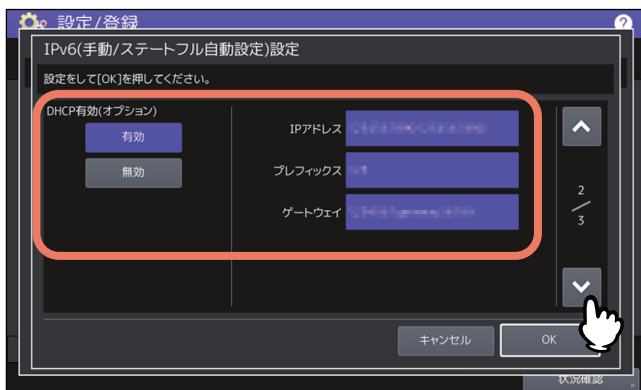 設定/登録
?
IPv6(手動/ステートフル自動設定)設定
設定をして[OK]を押してください。
DHCP有効(オプション)
有効
無効
IPアドレス
プレフィックス
ゲートウェイ
2
3
キャンセル
OK
状況確認